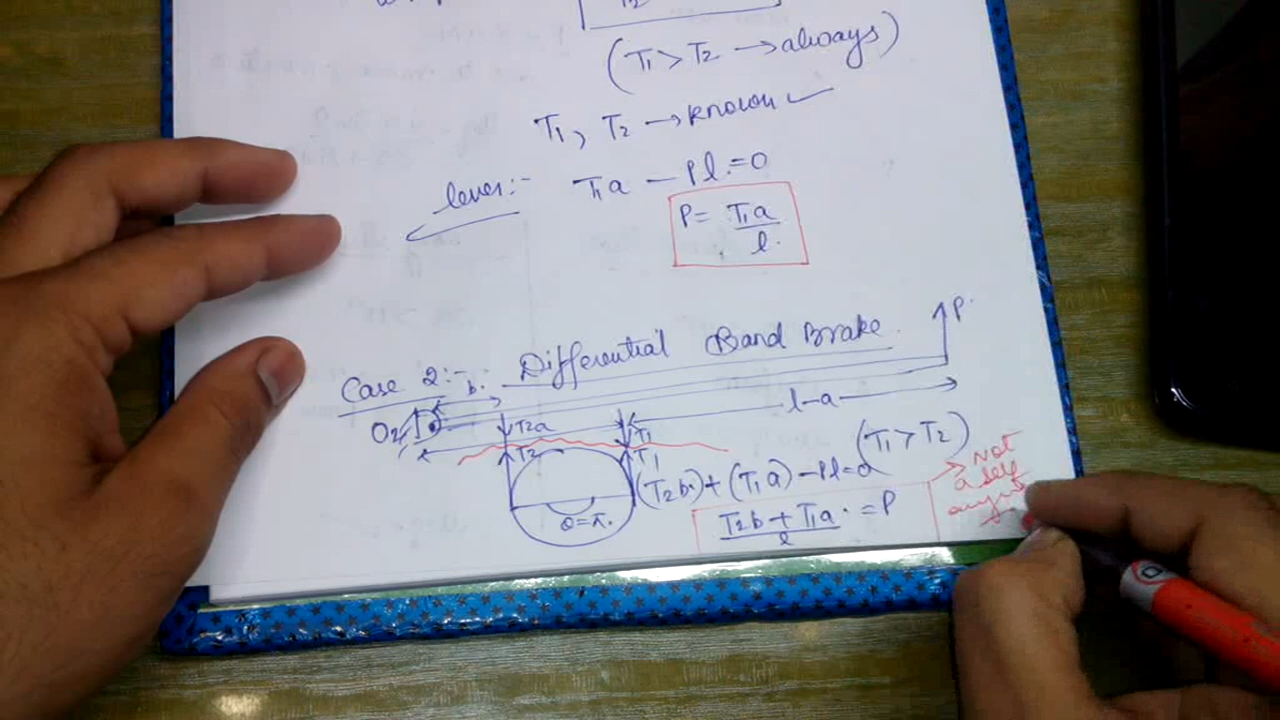 T2
(T1 > T2 → always)
T1, T2 → known ✓
lever:- T1a — Pl = 0
P = T1a
l.
Case 2:- Differential Band Brake.
P.
b.
l-a
O2
T2 a T1
T2 T1
(T1 > T2)
(T2 b.) + (T1 a) - Pl = 0
θ = π.
T2b + T1a. = P
l
Not
a self